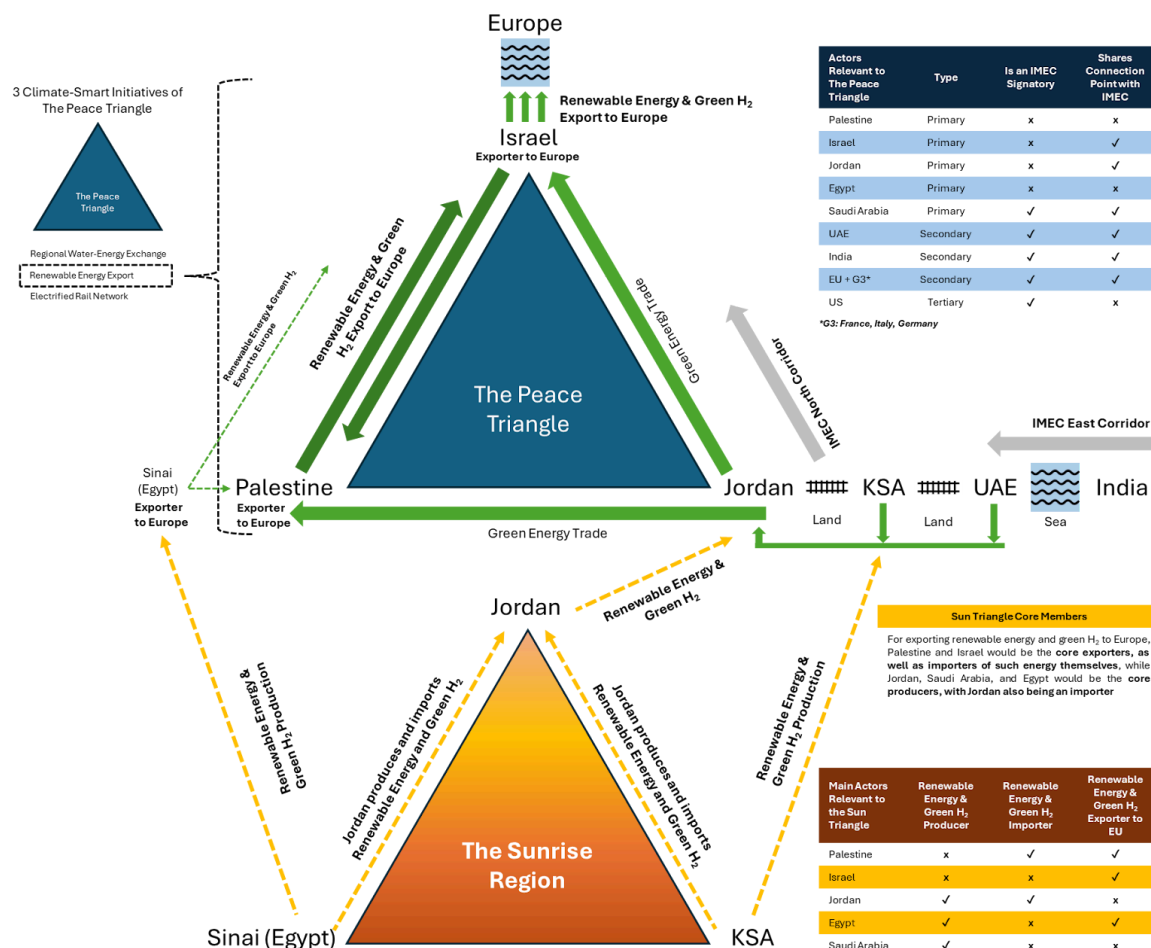 Europe
3 Climate-Smart Initiatives of
The Peace Triangle
The Peace
Triangle
Regional Water-Energy Exchange
Renewable Energy Export
Electrified Rail Network
Renewable Energy & Green H₂
Export to Europe
Israel
Exporter to Europe
Renewable Energy & Green
H₂ Export to Europe
Renewable Energy & Green H₂
Export to Europe
Green Energy Trade
The Peace
Triangle
IMEC North Corridor
IMEC East Corridor
Sinai
(Egypt)
Exporter
to Europe
Palestine
Exporter
to Europe
Jordan
KSA
UAE
India
Land
Land
Sea
Green Energy Trade
Actors
Relevant to
The Peace
Triangle
Type
Is an IMEC
Signatory
Shares
Connection
Point with
IMEC
Palestine Primary x x
Israel Primary x ✓
Jordan Primary x ✓
Egypt Primary x x
Saudi Arabia Primary ✓ ✓
UAE Secondary ✓ ✓
India Secondary ✓ ✓
EU + G3* Secondary ✓ ✓
US Tertiary ✓ x
*G3: France, Italy, Germany
Jordan
Renewable Energy &
Green H₂
Renewable Energy &
Green H₂ Production
Jordan produces and imports
Renewable Energy and Green H₂
Jordan produces and imports
Renewable Energy and Green H₂
Renewable Energy &
Green H₂ Production
The Sunrise
Region
Sinai (Egypt)
KSA
Sun Triangle Core Members
For exporting renewable energy and green H₂ to Europe,
Palestine and Israel would be the core exporters, as
well as importers of such energy themselves, while
Jordan, Saudi Arabia, and Egypt would be the core
producers, with Jordan also being an importer
Main Actors
Relevant to
the Sun
Triangle
Renewable
Energy &
Green H₂
Producer
Renewable
Energy &
Green H₂
Importer
Renewable
Energy &
Green H₂
Exporter to
EU
Palestine x ✓ ✓
Israel x x ✓
Jordan ✓ ✓ x
Egypt ✓ x ✓
Saudi Arabia ✓ x x